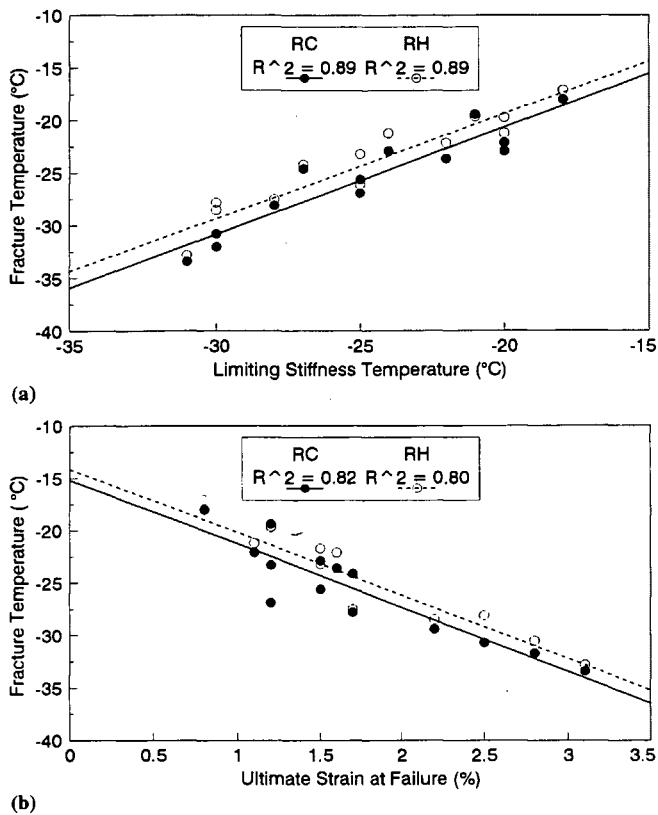 RC RH
R^2 = 0.89 R^2 = 0.89
Fracture Temperature (°C)
-10
-15
-20
-25
-30
-35
-40
-35 -30 -25 -20 -15
Limiting Stiffness Temperature (°C)
(a)
RC RH
R^2 = 0.82 R^2 = 0.80
Fracture Temperature ( °C)
-10
-15
-20
-25
-30
-35
-40
0 0.5 1 1.5 2 2.5 3 3.5
Ultimate Strain at Failure (%)
(b)